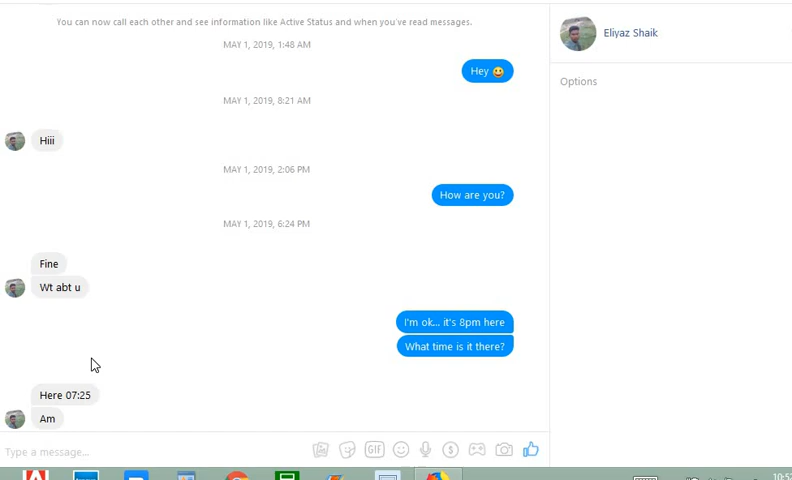 You can now call each other and see information like Active Status and when you've read messages.
MAY 1, 2019, 1:48 AM
Hey 😃
MAY 1, 2019, 8:21 AM
Hiii
MAY 1, 2019, 2:06 PM
How are you?
MAY 1, 2019, 6:24 PM
Fine
Wt abt u
I'm ok... it's 8pm here
What time is it there?
Here 07:25
Am
Type a message...
GIF
Eliyaz Shaik
Options